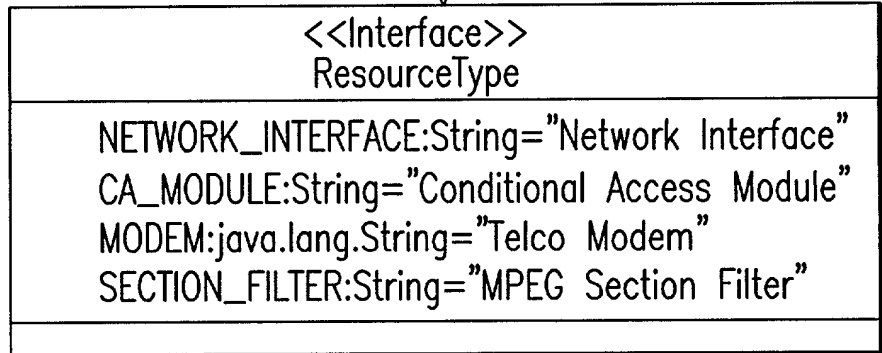 <<Interface>>
ResourceType
NETWORK_INTERFACE:String="Network Interface"
CA_MODULE:String="Conditional Access Module"
MODEM:java.lang.String="Telco Modem"
SECTION_FILTER:String="MPEG Section Filter"